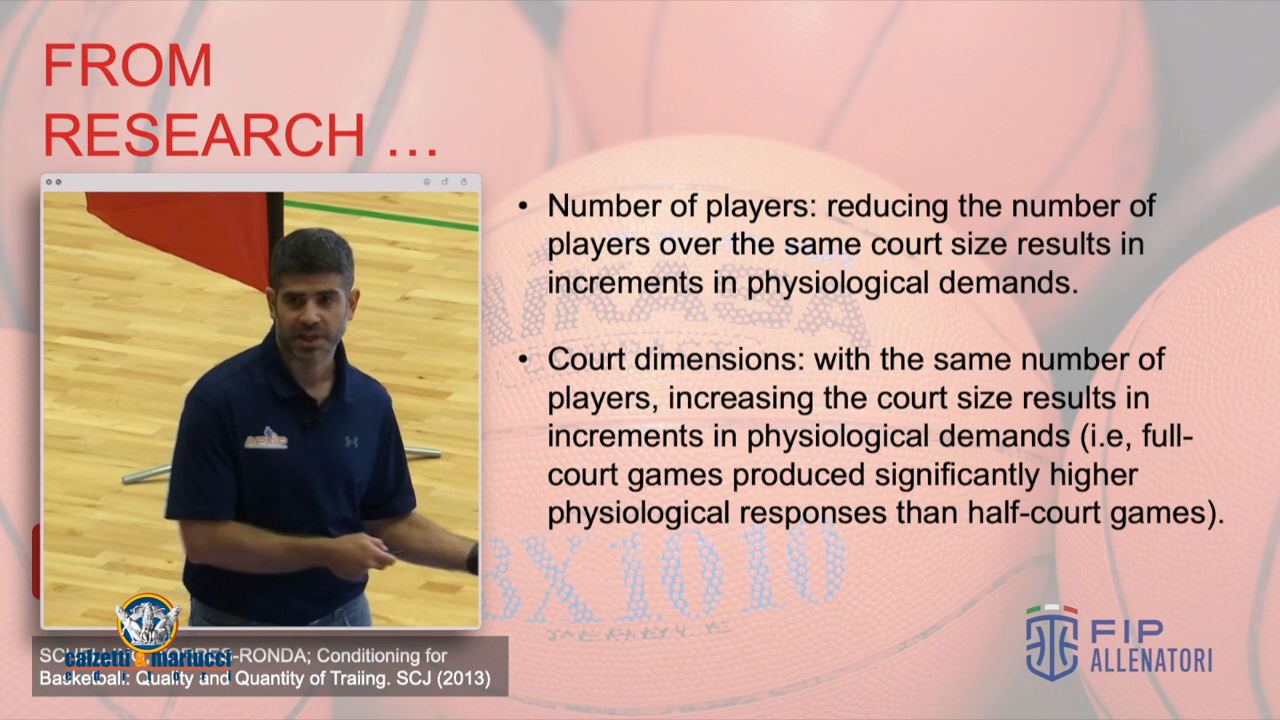 FROM
RESEARCH ...
• Number of players: reducing the number of
players over the same court size results in
increments in physiological demands.
• Court dimensions: with the same number of
players, increasing the court size results in
increments in physiological demands (i.e, full-
court games produced significantly higher
physiological responses than half-court games).
MIKASA
BX1010
calzetti & mariucci
RONDA; Conditioning for
Basketball: Quality and Quantity of Traiing. SCJ (2013)
FIP
ALLENATORI